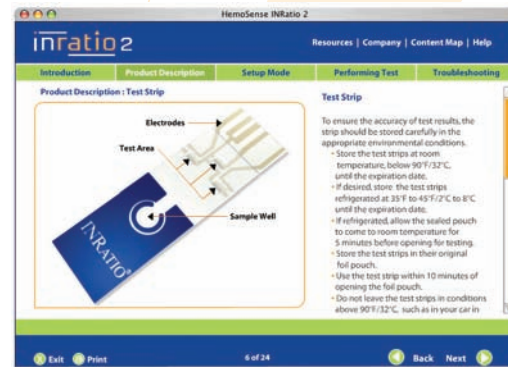 HemoSense INRatio 2
inratio2
Resources | Company | Content Map | Help
Introduction
Product Description
Setup Mode
Performing Test
Troubleshooting
Product Description : Test Strip
Electrodes
Test Area
Sample Well
INRATIO®
Test Strip
To ensure the accuracy of test results, the
strip should be stored carefully in the
appropriate environmental conditions.
• Store the test strips at room
temperature, below 90°F/32°C,
until the expiration date.
• If desired, store the test strips
refrigerated at 35°F to 45°F/2°C to 8°C
until the expiration date.
• If refrigerated, allow the sealed pouch
to come to room temperature for
5 minutes before opening for testing.
• Store the test strips in their original
foil pouch.
• Use the test strip within 10 minutes of
opening the foil pouch.
• Do not leave the test strips in conditions
above 90°F/32°C, such as in your car in
Exit
Print
6 of 24
Back
Next